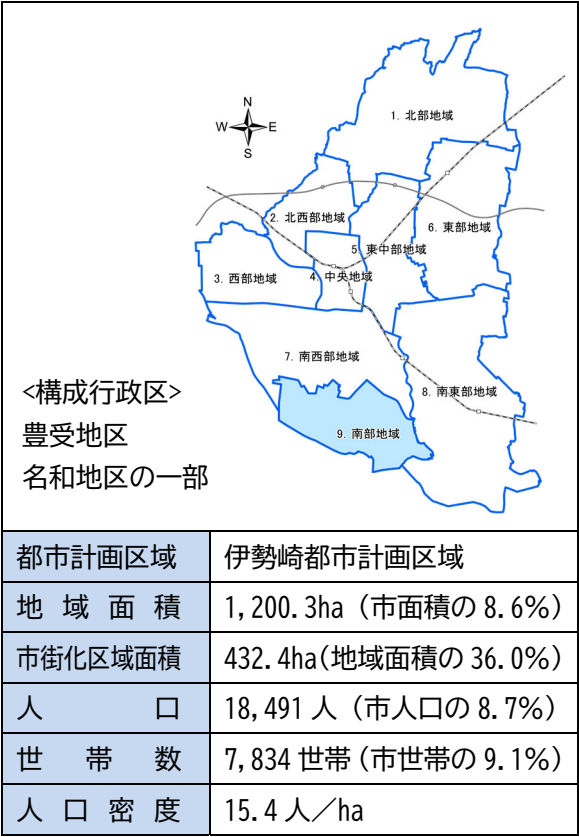 N
W E
S
1. 北部地域
2. 北西部地域
6. 東部地域
5. 東中部地域
3. 西部地域
4. 中央地域
7. 南西部地域
8. 南東部地域
9. 南部地域
<構成行政区>
豊受地区
名和地区の一部
都市計画区域 伊勢崎都市計画区域
地域面積 1,200.3ha (市面積の 8.6%)
市街化区域面積 432.4ha(地域面積の 36.0%)
人口 18,491 人 (市人口の 8.7%)
世帯数 7,834 世帯 (市世帯の 9.1%)
人口密度 15.4 人／ha